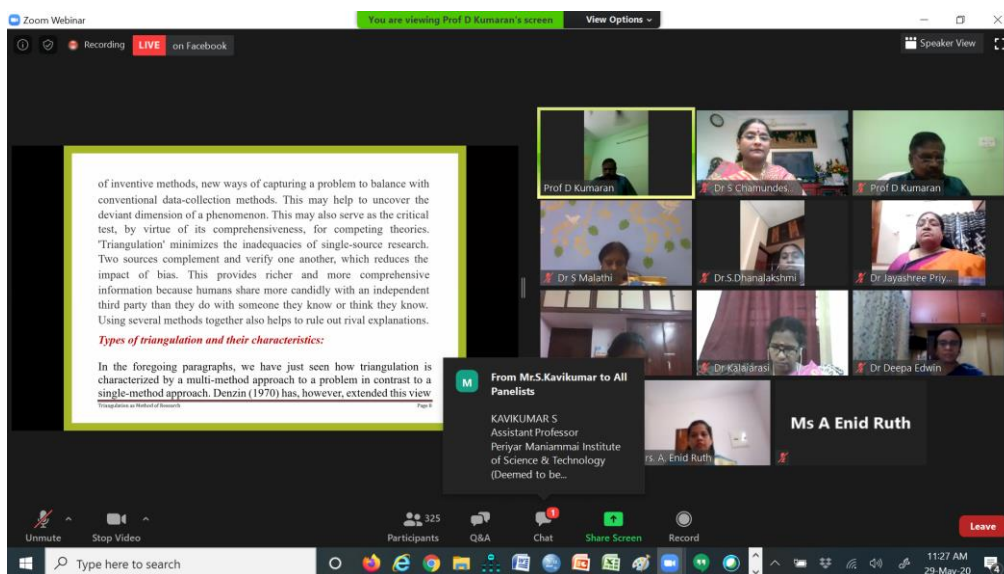 Zoom Webinar
You are viewing Prof D Kumaran's screen
View Options
Recording
LIVE
on Facebook
Speaker View
of inventive methods, new ways of capturing a problem to balance with
conventional data-collection methods. This may help to uncover the
deviant dimension of a phenomenon. This may also serve as the critical
test, by virtue of its comprehensiveness, for competing theories.
'Triangulation' minimizes the inadequacies of single-source research.
Two sources complement and verify one another, which reduces the
impact of bias. This provides richer and more comprehensive
information because humans share more candidly with an independent
third party than they do with someone they know or think they know.
Using several methods together also helps to rule out rival explanations.
Types of triangulation and their characteristics:
In the foregoing paragraphs, we have just seen how triangulation is
characterized by a multi-method approach to a problem in contrast to a
single-method approach. Denzin (1970) has, however, extended this view
Triangulation as Method of Research
Page 8
Prof D Kumaran
Dr S Chamundes...
Prof D Kumaran
Dr S Malathi
Dr.S.Dhanalakshmi
Dr Jayashree Priy...
Dr Kalaiarasi
Dr Deepa Edwin
rs. A. Enid Ruth
Ms A Enid Ruth
M
From Mr.S.Kavikumar to All
Panelists
KAVIKUMAR S
Assistant Professor
Periyar Maniammai Institute
of Science & Technology
(Deemed to be...
Unmute
Stop Video
325
Participants
Q&A
1
Chat
Share Screen
Record
Leave
Type here to search
11:27 AM
29-May-20
4